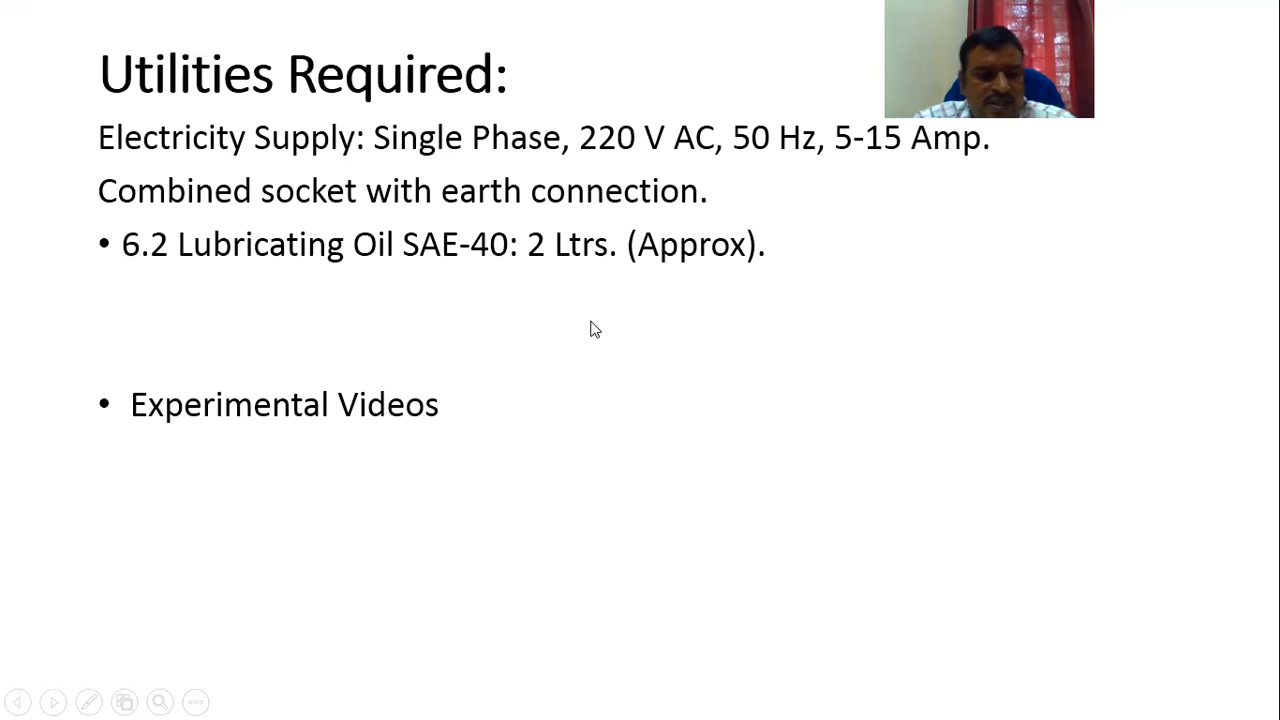 Utilities Required:
Electricity Supply: Single Phase, 220 V AC, 50 Hz, 5-15 Amp.
Combined socket with earth connection.
• 6.2 Lubricating Oil SAE-40: 2 Ltrs. (Approx).
• Experimental Videos